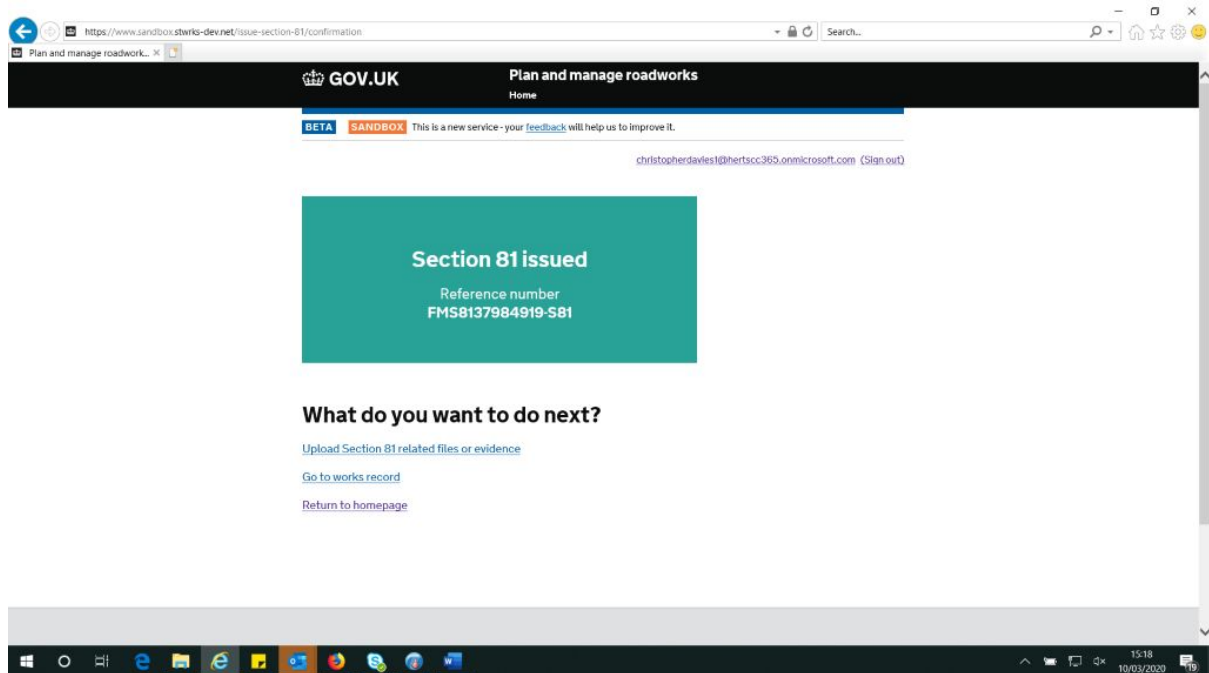 https://www.sandbox.stwrks-dev.net/issue-section-81/confirmation
Search...
Plan and manage roadwork...
GOV.UK
Plan and manage roadworks
Home
BETA SANDBOX This is a new service - your feedback will help us to improve it.
christopherdavies1@hertscc365.onmicrosoft.com (Sign out)
Section 81 issued
Reference number
FMS8137984919-S81
What do you want to do next?
Upload Section 81 related files or evidence
Go to works record
Return to homepage
15:18
10/03/2020
19